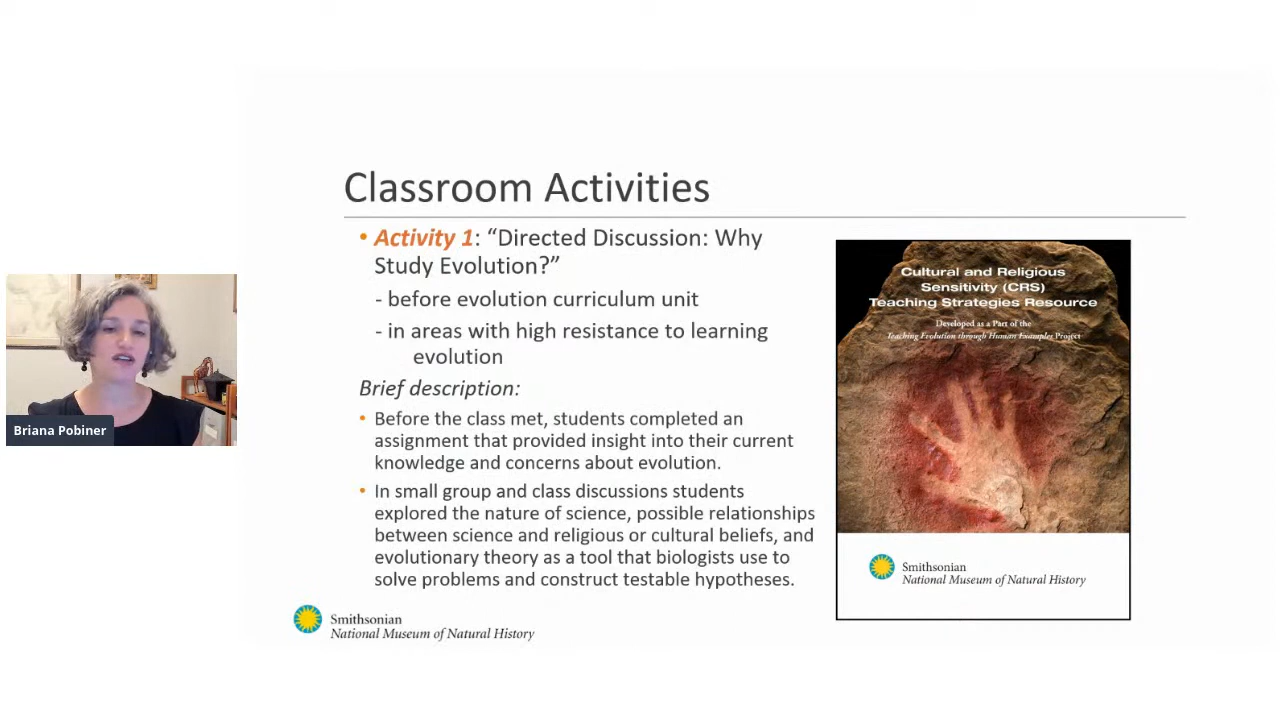 Classroom Activities
• Activity 1: “Directed Discussion: Why
Study Evolution?”
- before evolution curriculum unit
- in areas with high resistance to learning
evolution
Brief description:
• Before the class met, students completed an
assignment that provided insight into their current
knowledge and concerns about evolution.
• In small group and class discussions students
explored the nature of science, possible relationships
between science and religious or cultural beliefs, and
evolutionary theory as a tool that biologists use to
solve problems and construct testable hypotheses.
Smithsonian
National Museum of Natural History
Cultural and Religious
Sensitivity (CRS)
Teaching Strategies Resource
Developed as a Part of the
Teaching Evolution through Human Examples Project
Smithsonian
National Museum of Natural History
Briana Pobiner